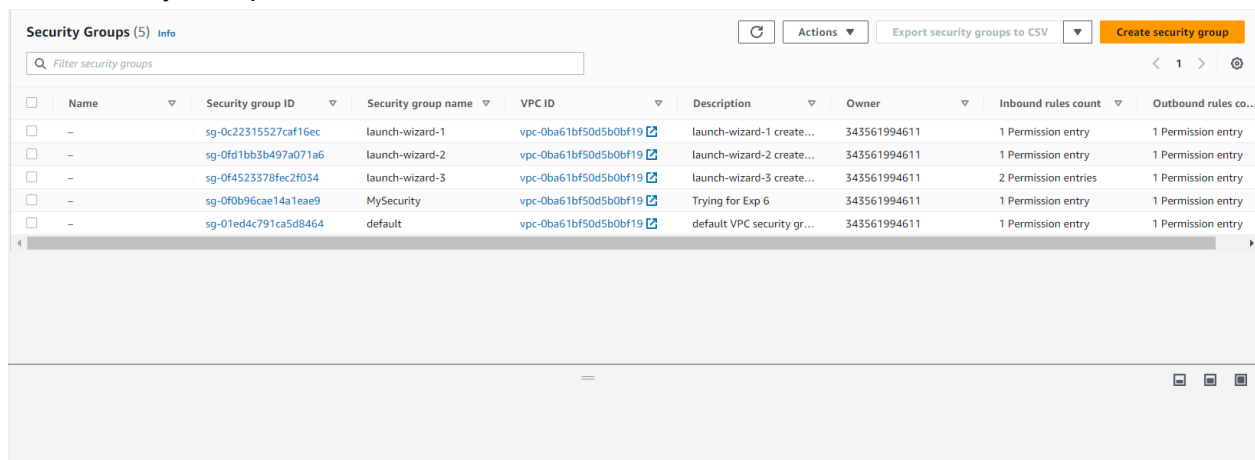 Security Groups (5) Info
Actions
Export security groups to CSV
Create security group
Filter security groups
1
Name Security group ID Security group name VPC ID Description Owner Inbound rules count Outbound rules co...
– sg-0c22315527caf16ec launch-wizard-1 vpc-0ba61bf50d5b0bf19 launch-wizard-1 create... 343561994611 1 Permission entry 1 Permission entry
– sg-0fd1bb3b497a071a6 launch-wizard-2 vpc-0ba61bf50d5b0bf19 launch-wizard-2 create... 343561994611 1 Permission entry 1 Permission entry
– sg-0f4523378fec2f034 launch-wizard-3 vpc-0ba61bf50d5b0bf19 launch-wizard-3 create... 343561994611 2 Permission entries 1 Permission entry
– sg-0f0b96cae14a1eae9 MySecurity vpc-0ba61bf50d5b0bf19 Trying for Exp 6 343561994611 1 Permission entry 1 Permission entry
– sg-01ed4c791ca5d8464 default vpc-0ba61bf50d5b0bf19 default VPC security gr... 343561994611 1 Permission entry 1 Permission entry